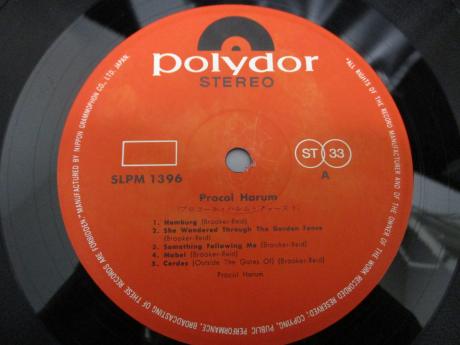 polydor
STEREO
ST 33
SLPM 1396
A
Procol Harum
1. Homburg (Brooker-Reid)
2. She Wandered Through The Garden Fence
(Brooker-Reid)
3. Something Following Me (Brooker-Reid)
4. Mabel (Brooker-Reid)
5. Cerdes (Outside The Gates Of) (Brooker-Reid)
Procol Harum
MANUFACTURED BY NIPPON GRAMMOPHON CO., LTD. JAPAN.
"ALL RIGHTS OF THE RECORD MANUFACTURER AND OF THE OWNER OF THE WORK RECORDED RESERVED, COPYING, PUBLIC PERFORMANCE, BROADCASTING OF THESE RECORDS ARE FORBIDDEN"